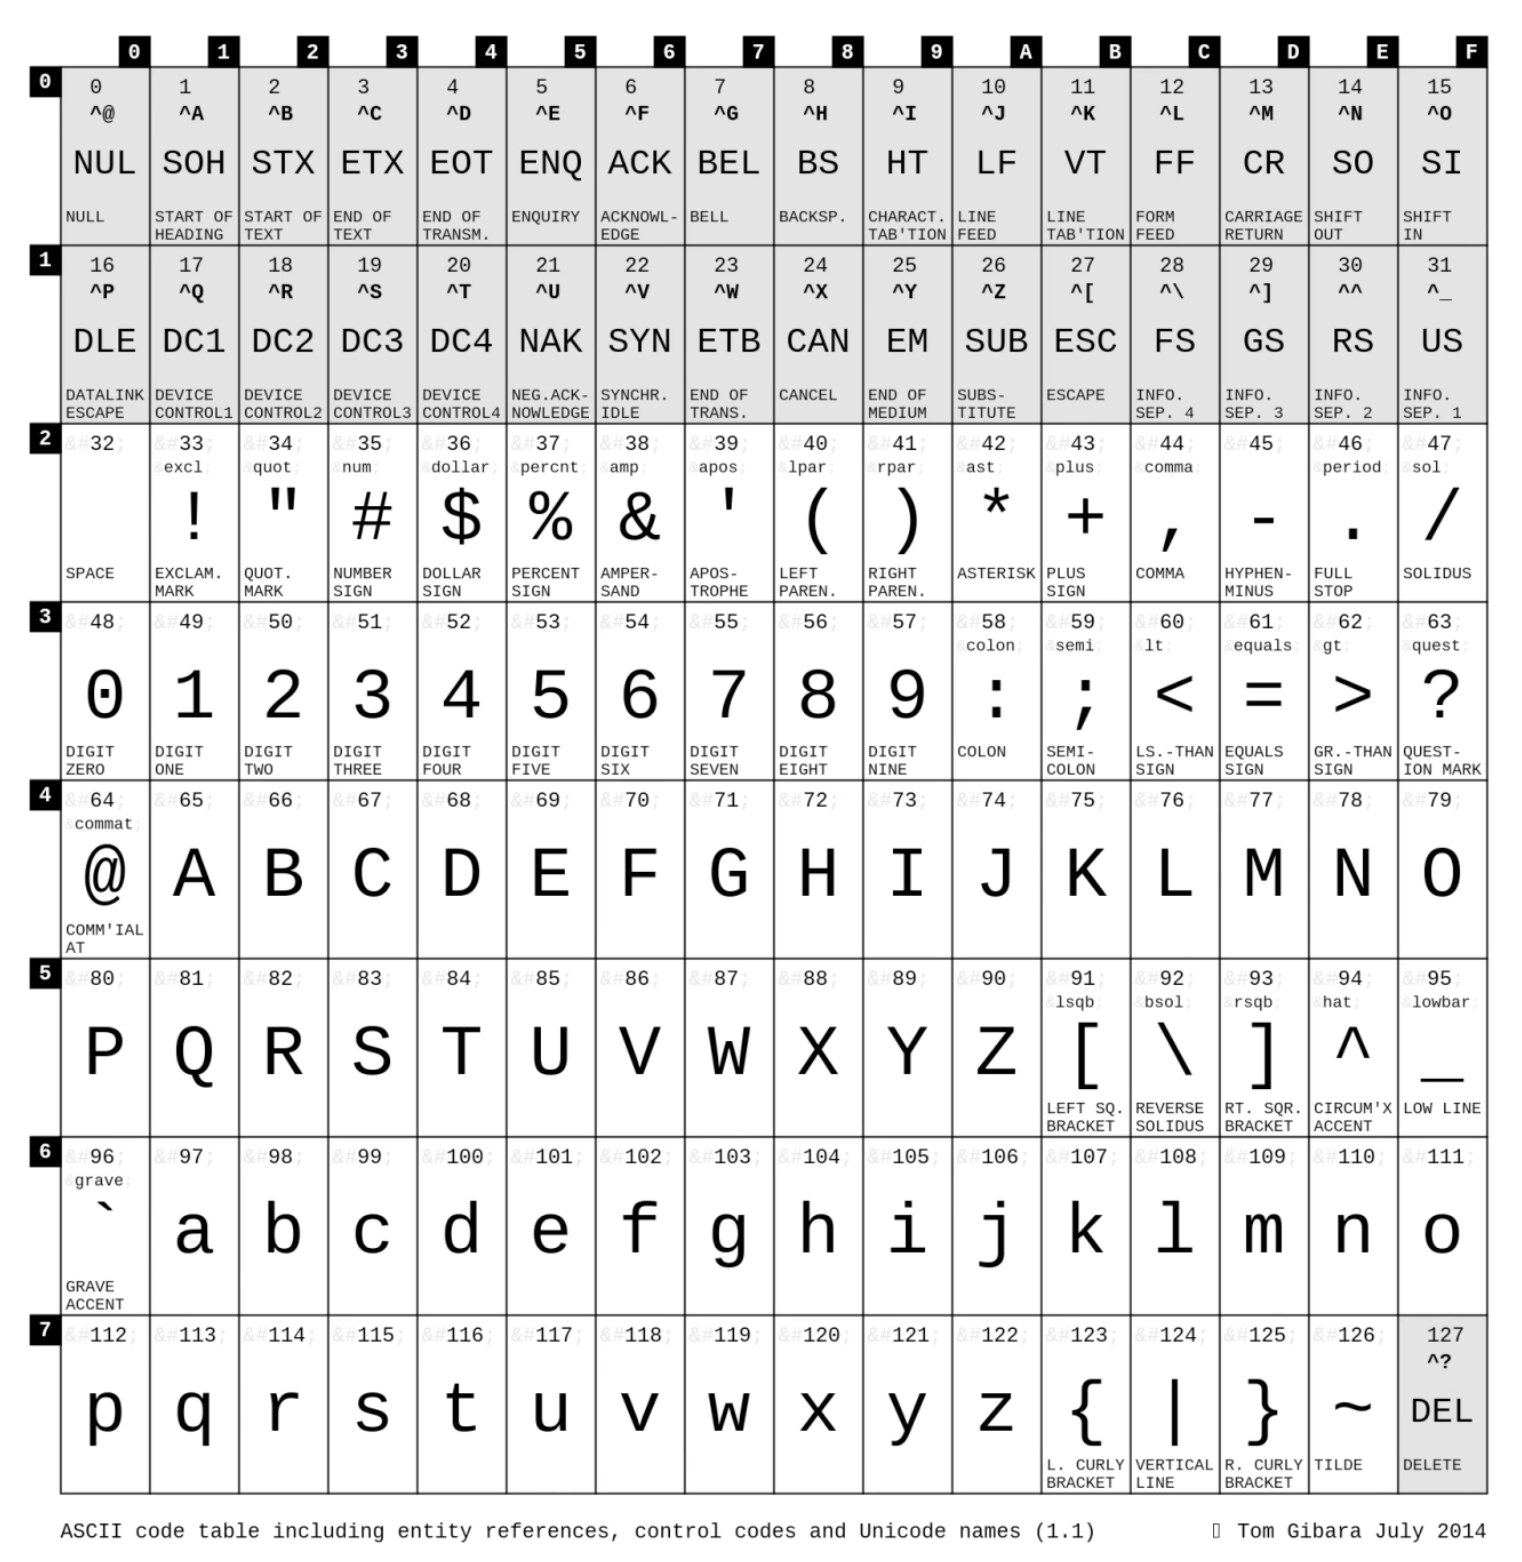 0 1 2 3 4 5 6 7 8 9 A B C D E F
0 0 1 2 3 4 5 6 7 8 9 10 11 12 13 14 15
^@ ^A ^B ^C ^D ^E ^F ^G ^H ^I ^J ^K ^L ^M ^N ^O
NUL SOH STX ETX EOT ENQ ACK BEL BS HT LF VT FF CR SO SI
NULL START OF START OF END OF END OF ENQUIRY ACKNOWL- BELL BACKSP. CHARACT. LINE LINE FORM CARRIAGE SHIFT SHIFT
HEADING TEXT TEXT TRANSM. EDGE TAB'TION FEED TAB'TION FEED RETURN OUT IN
1 16 17 18 19 20 21 22 23 24 25 26 27 28 29 30 31
^P ^Q ^R ^S ^T ^U ^V ^W ^X ^Y ^Z ^[ ^\ ^] ^^ ^_
DLE DC1 DC2 DC3 DC4 NAK SYN ETB CAN EM SUB ESC FS GS RS US
DATALINK DEVICE DEVICE DEVICE DEVICE NEG.ACK- SYNCHR. END OF CANCEL END OF SUBS- ESCAPE INFO. INFO. INFO. INFO.
ESCAPE CONTROL1 CONTROL2 CONTROL3 CONTROL4 NOWLEDGE IDLE TRANS. MEDIUM TITUTE SEP. 4 SEP. 3 SEP. 2 SEP. 1
2 &#32; &#33; &#34; &#35; &#36; &#37; &#38; &#39; &#40; &#41; &#42; &#43; &#44; &#45; &#46; &#47;
&excl; &quot; &num; &dollar; &percnt; &amp; &apos; &lpar; &rpar; &ast; &plus; &comma; &period; &sol;
! " # $ % & ' ( ) * + , - . /
SPACE EXCLAM. QUOT. NUMBER DOLLAR PERCENT AMPER- APOS- LEFT RIGHT ASTERISK PLUS COMMA HYPHEN- FULL SOLIDUS
MARK MARK SIGN SIGN SIGN SAND TROPHE PAREN. PAREN. SIGN MINUS STOP
3 &#48; &#49; &#50; &#51; &#52; &#53; &#54; &#55; &#56; &#57; &#58; &#59; &#60; &#61; &#62; &#63;
&colon; &semi; &lt; &equals; &gt; &quest;
0 1 2 3 4 5 6 7 8 9 : ; < = > ?
DIGIT DIGIT DIGIT DIGIT DIGIT DIGIT DIGIT DIGIT DIGIT DIGIT COLON SEMI- LS.-THAN EQUALS GR.-THAN QUEST-
ZERO ONE TWO THREE FOUR FIVE SIX SEVEN EIGHT NINE COLON SIGN SIGN SIGN ION MARK
4 &#64; &#65; &#66; &#67; &#68; &#69; &#70; &#71; &#72; &#73; &#74; &#75; &#76; &#77; &#78; &#79;
&commat;
@ A B C D E F G H I J K L M N O
COMM'IAL
AT
5 &#80; &#81; &#82; &#83; &#84; &#85; &#86; &#87; &#88; &#89; &#90; &#91; &#92; &#93; &#94; &#95;
&lsqb; &bsol; &rsqb; &hat; &lowbar;
P Q R S T U V W X Y Z [ \ ] ^ _
LEFT SQ. REVERSE RT. SQR. CIRCUM'X LOW LINE
BRACKET SOLIDUS BRACKET ACCENT
6 &#96; &#97; &#98; &#99; &#100; &#101; &#102; &#103; &#104; &#105; &#106; &#107; &#108; &#109; &#110; &#111;
&grave;
` a b c d e f g h i j k l m n o
GRAVE
ACCENT
7 &#112; &#113; &#114; &#115; &#116; &#117; &#118; &#119; &#120; &#121; &#122; &#123; &#124; &#125; &#126; 127
^?
p q r s t u v w x y z { | } ~ DEL
L. CURLY VERTICAL R. CURLY TILDE DELETE
BRACKET LINE BRACKET
ASCII code table including entity references, control codes and Unicode names (1.1) ▯ Tom Gibara July 2014